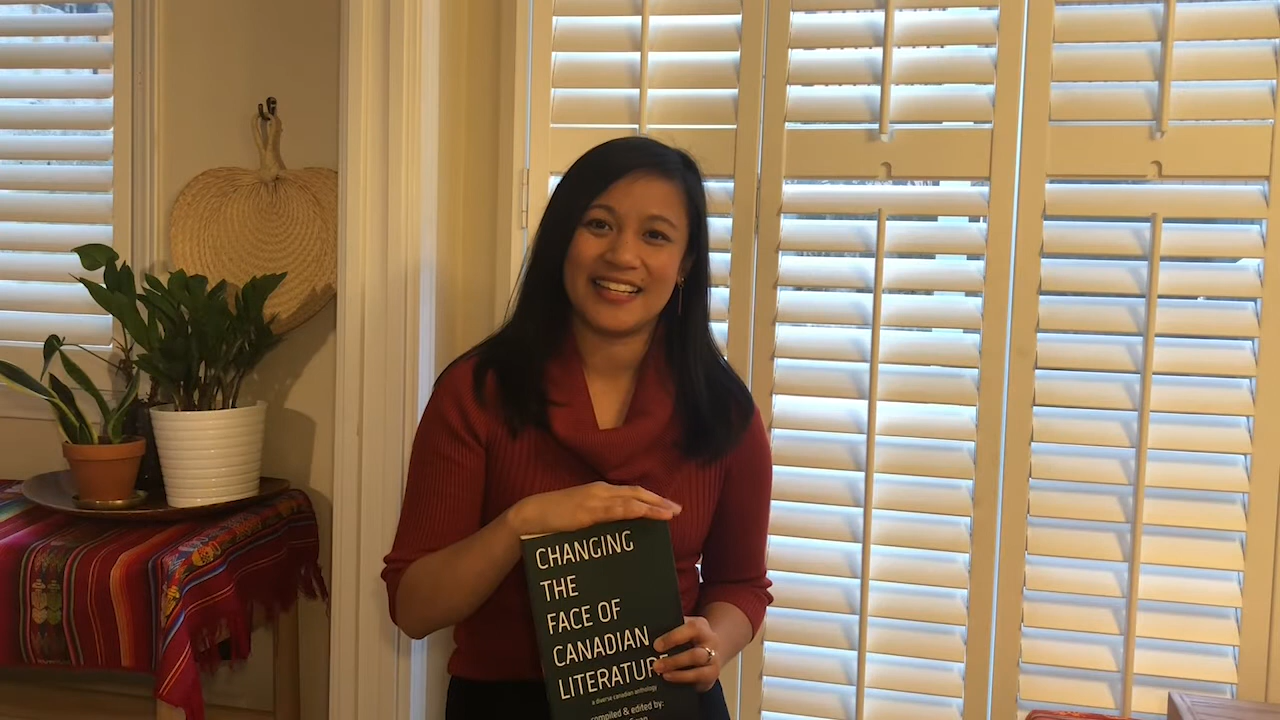 CHANGING
THE
FACE OF
CANADIAN
LITERATURE
a diverse canadian anthology
compiled & edited by: